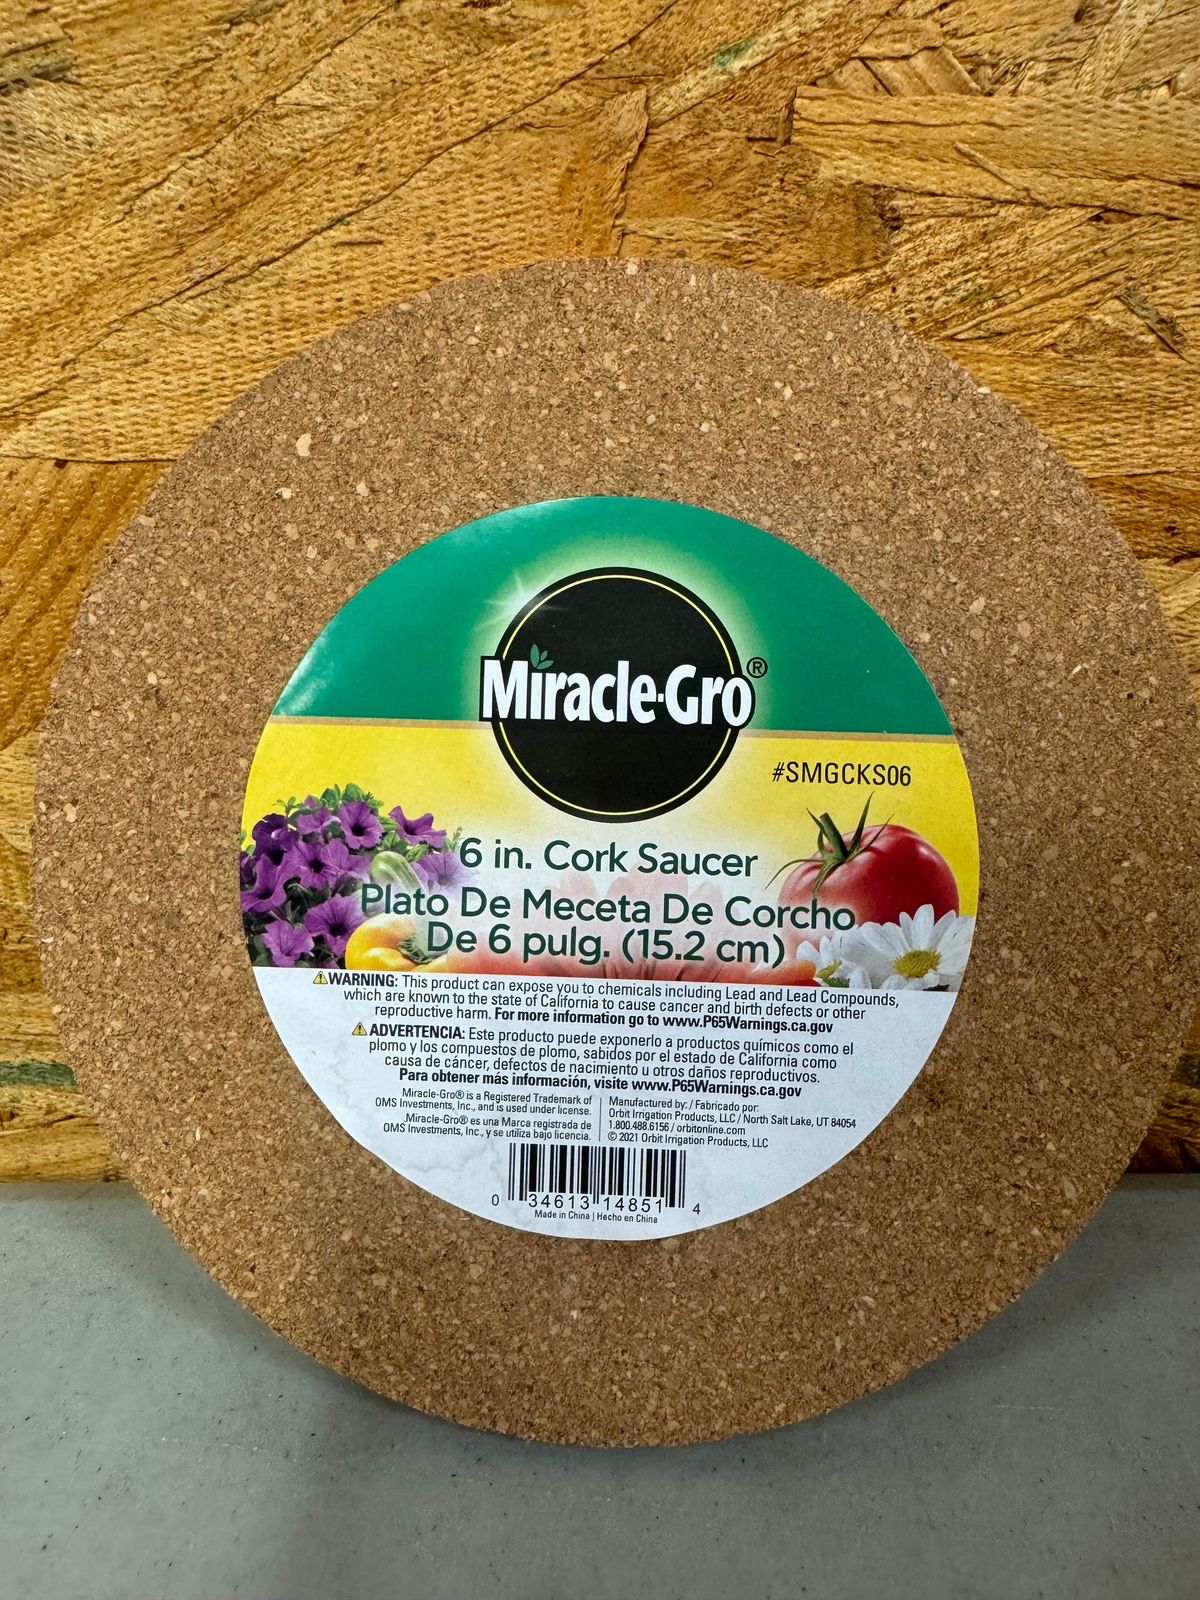 Miracle-Gro®
#SMGCKS06
6 in. Cork Saucer
Plato De Meceta De Corcho
De 6 pulg. (15.2 cm)
⚠WARNING: This product can expose you to chemicals including Lead and Lead Compounds,
which are known to the state of California to cause cancer and birth defects or other
reproductive harm. For more information go to www.P65Warnings.ca.gov
⚠ADVERTENCIA: Este producto puede exponerlo a productos químicos como el
plomo y los compuestos de plomo, sabidos por el estado de California como
causa de cáncer, defectos de nacimiento u otros daños reproductivos.
Para obtener más información, visite www.P65Warnings.ca.gov
Miracle-Gro® is a Registered Trademark of
OMS Investments, Inc., and is used under license.
Miracle-Gro® es una Marca registrada de
OMS Investments, Inc., y se utiliza bajo licencia.
Manufactured by: / Fabricado por:
Orbit Irrigation Products, LLC / North Salt Lake, UT 84054
1.800.488.6156 / orbitonline.com
© 2021 Orbit Irrigation Products, LLC
0 34613 14851 4
Made in China | Hecho en China